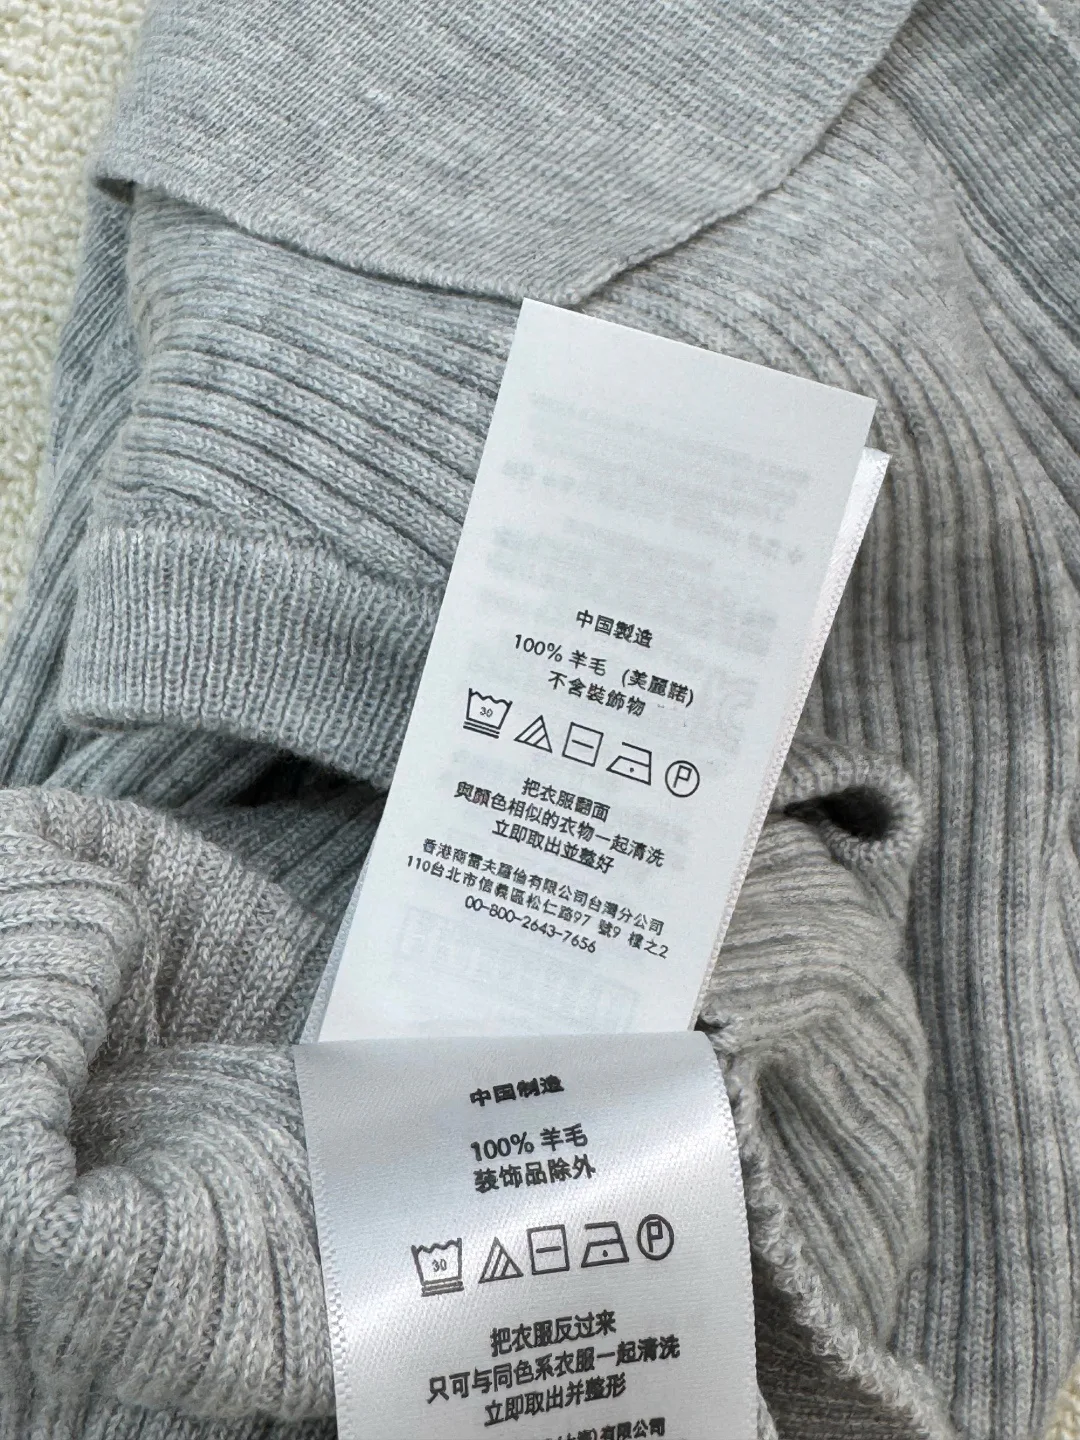 中国製造
100% 羊毛 (美麗諾)
不含裝飾物
30
P
把衣服翻面
與顏色相似的衣物一起清洗
立即取出並整好
香港商雷夫羅倫有限公司台灣分公司
110台北市信義區松仁路97 號9 樓之2
00-800-2643-7656
中国制造
100% 羊毛
装饰品除外
30
P
把衣服反过来
只可与同色系衣服一起清洗
立即取出并整形
有限公司